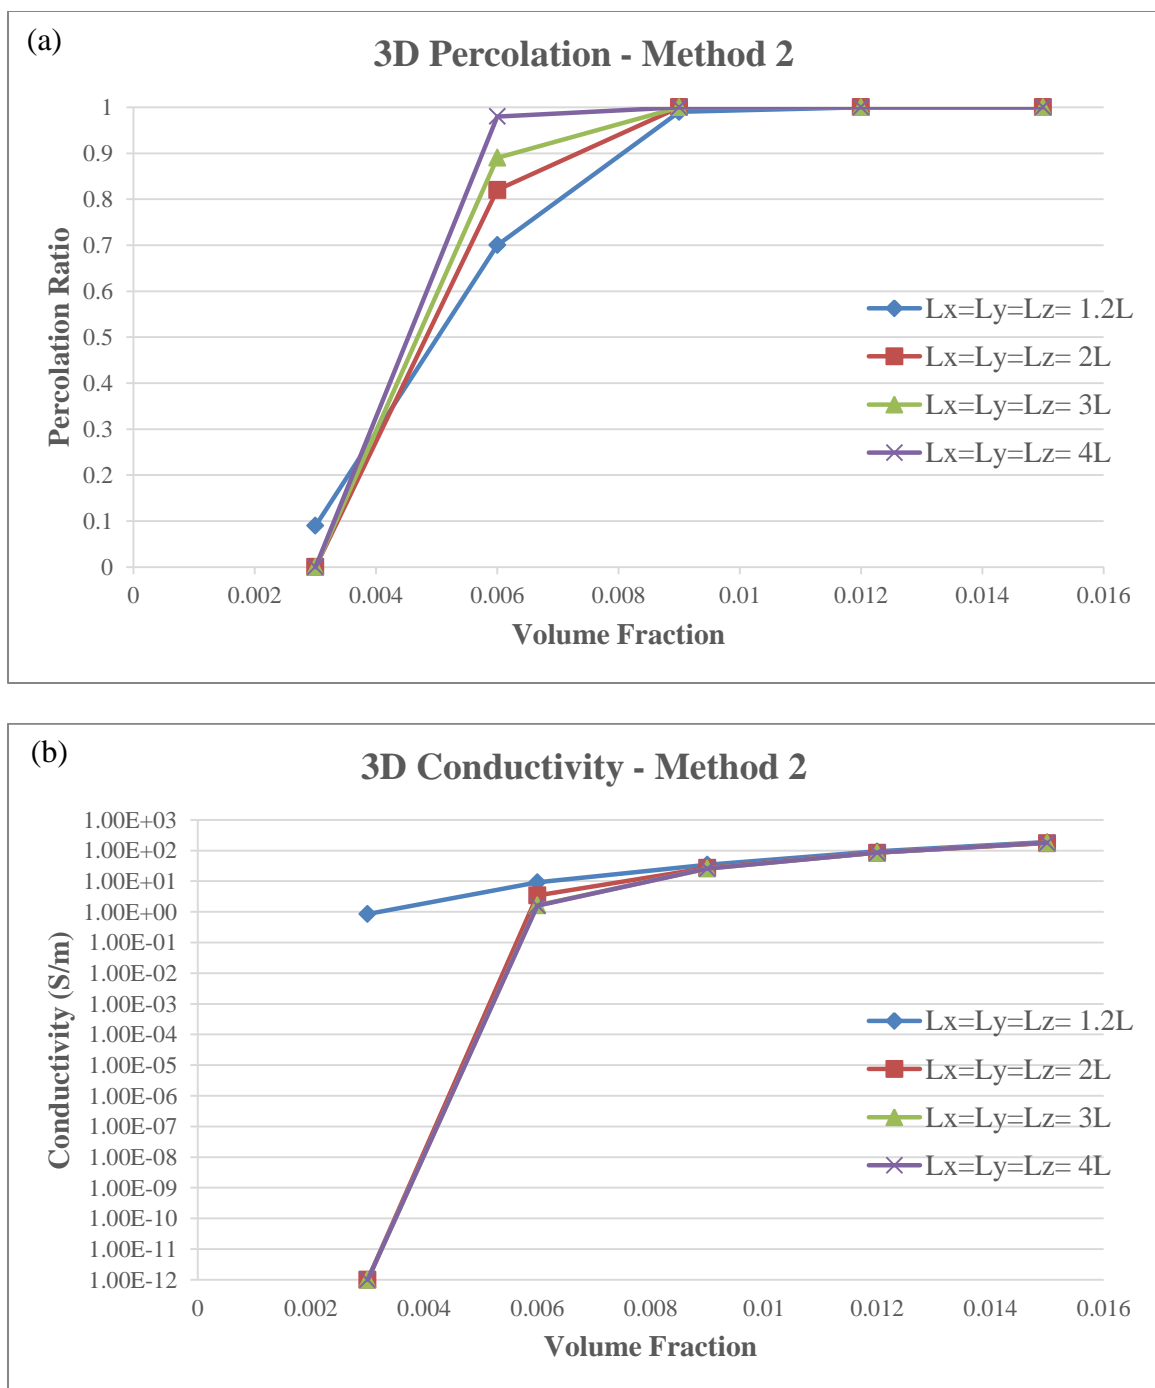 (a)
3D Percolation - Method 2
1
0.9
0.8
0.7
0.6
0.5
0.4
0.3
0.2
0.1
0
Percolation Ratio
0 0.002 0.004 0.006 0.008 0.01 0.012 0.014 0.016
Volume Fraction
Lx=Ly=Lz= 1.2L
Lx=Ly=Lz= 2L
Lx=Ly=Lz= 3L
Lx=Ly=Lz= 4L
(b)
3D Conductivity - Method 2
1.00E+03
1.00E+02
1.00E+01
1.00E+00
1.00E-01
1.00E-02
1.00E-03
1.00E-04
1.00E-05
1.00E-06
1.00E-07
1.00E-08
1.00E-09
1.00E-10
1.00E-11
1.00E-12
Conductivity (S/m)
0 0.002 0.004 0.006 0.008 0.01 0.012 0.014 0.016
Volume Fraction
Lx=Ly=Lz= 1.2L
Lx=Ly=Lz= 2L
Lx=Ly=Lz= 3L
Lx=Ly=Lz= 4L